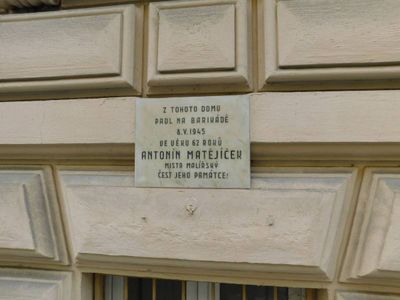 Z TOHOTO DOMU
PADL NA BARIKÁDĚ
8.V.1945
VE VĚKU 62 ROKŮ
ANTONÍN MATĚJÍČEK
MISTR MALÍŘSKÝ
ČEST JEHO PAMÁTCE!